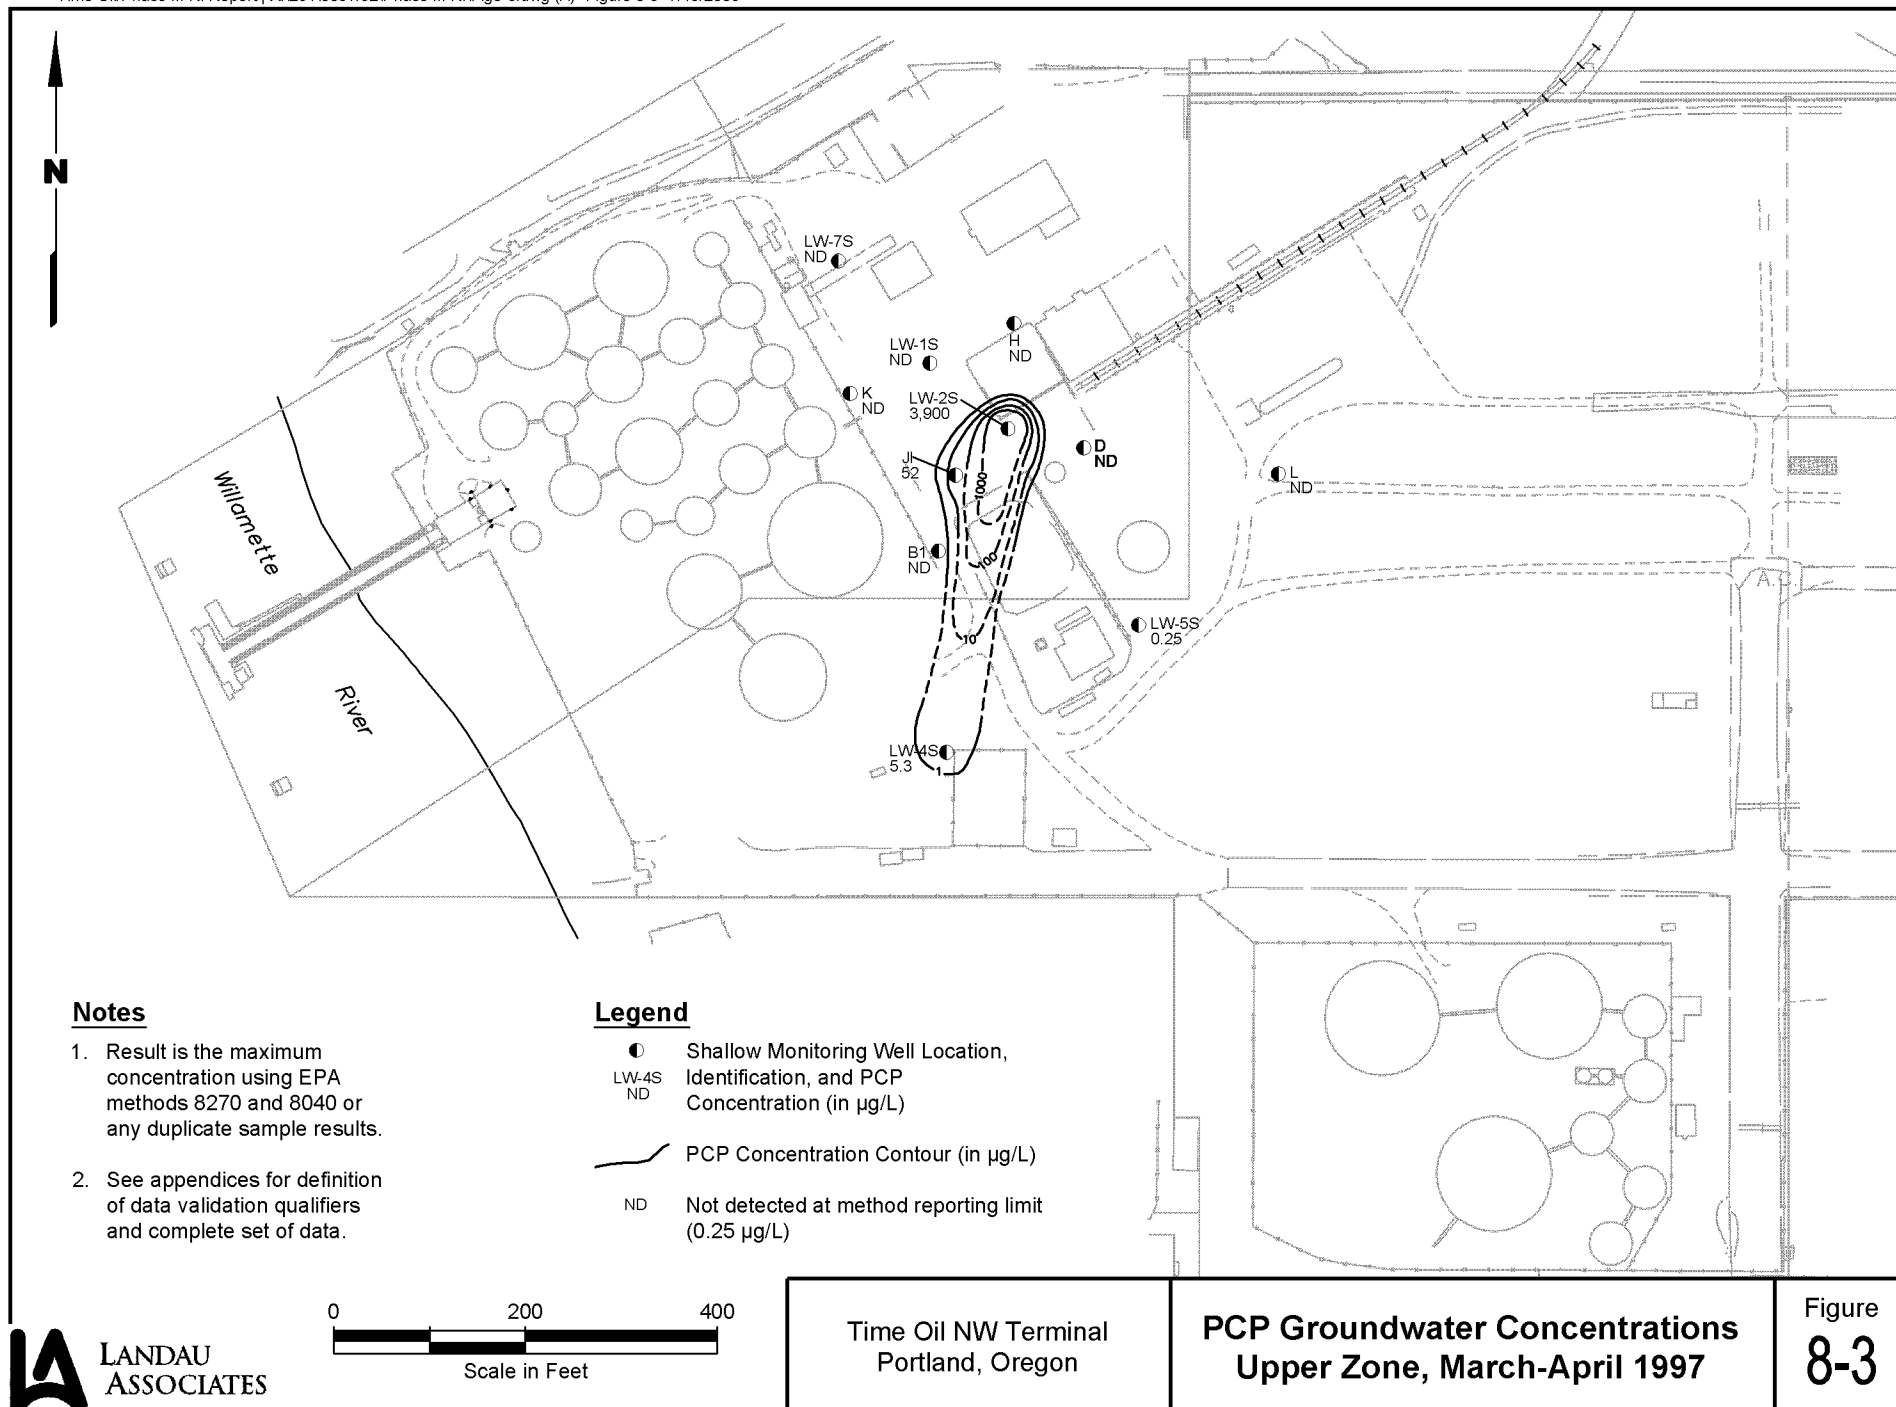 N
LW-7S
ND
LW-1S
ND
H
ND
K
ND
LW-2S
3,900
D
ND
JI
52
L
ND
1000
100
B1
ND
10
LW-5S
0.25
LW-4S
5.3
1
Willamette
River
Notes
1. Result is the maximum
concentration using EPA
methods 8270 and 8040 or
any duplicate sample results.
2. See appendices for definition
of data validation qualifiers
and complete set of data.
Legend
Shallow Monitoring Well Location,
LW-4S Identification, and PCP
ND Concentration (in µg/L)
PCP Concentration Contour (in µg/L)
ND Not detected at method reporting limit
(0.25 µg/L)
0 200 400
Scale in Feet
LANDAU
ASSOCIATES
Time Oil NW Terminal
Portland, Oregon
PCP Groundwater Concentrations
Upper Zone, March-April 1997
Figure
8-3